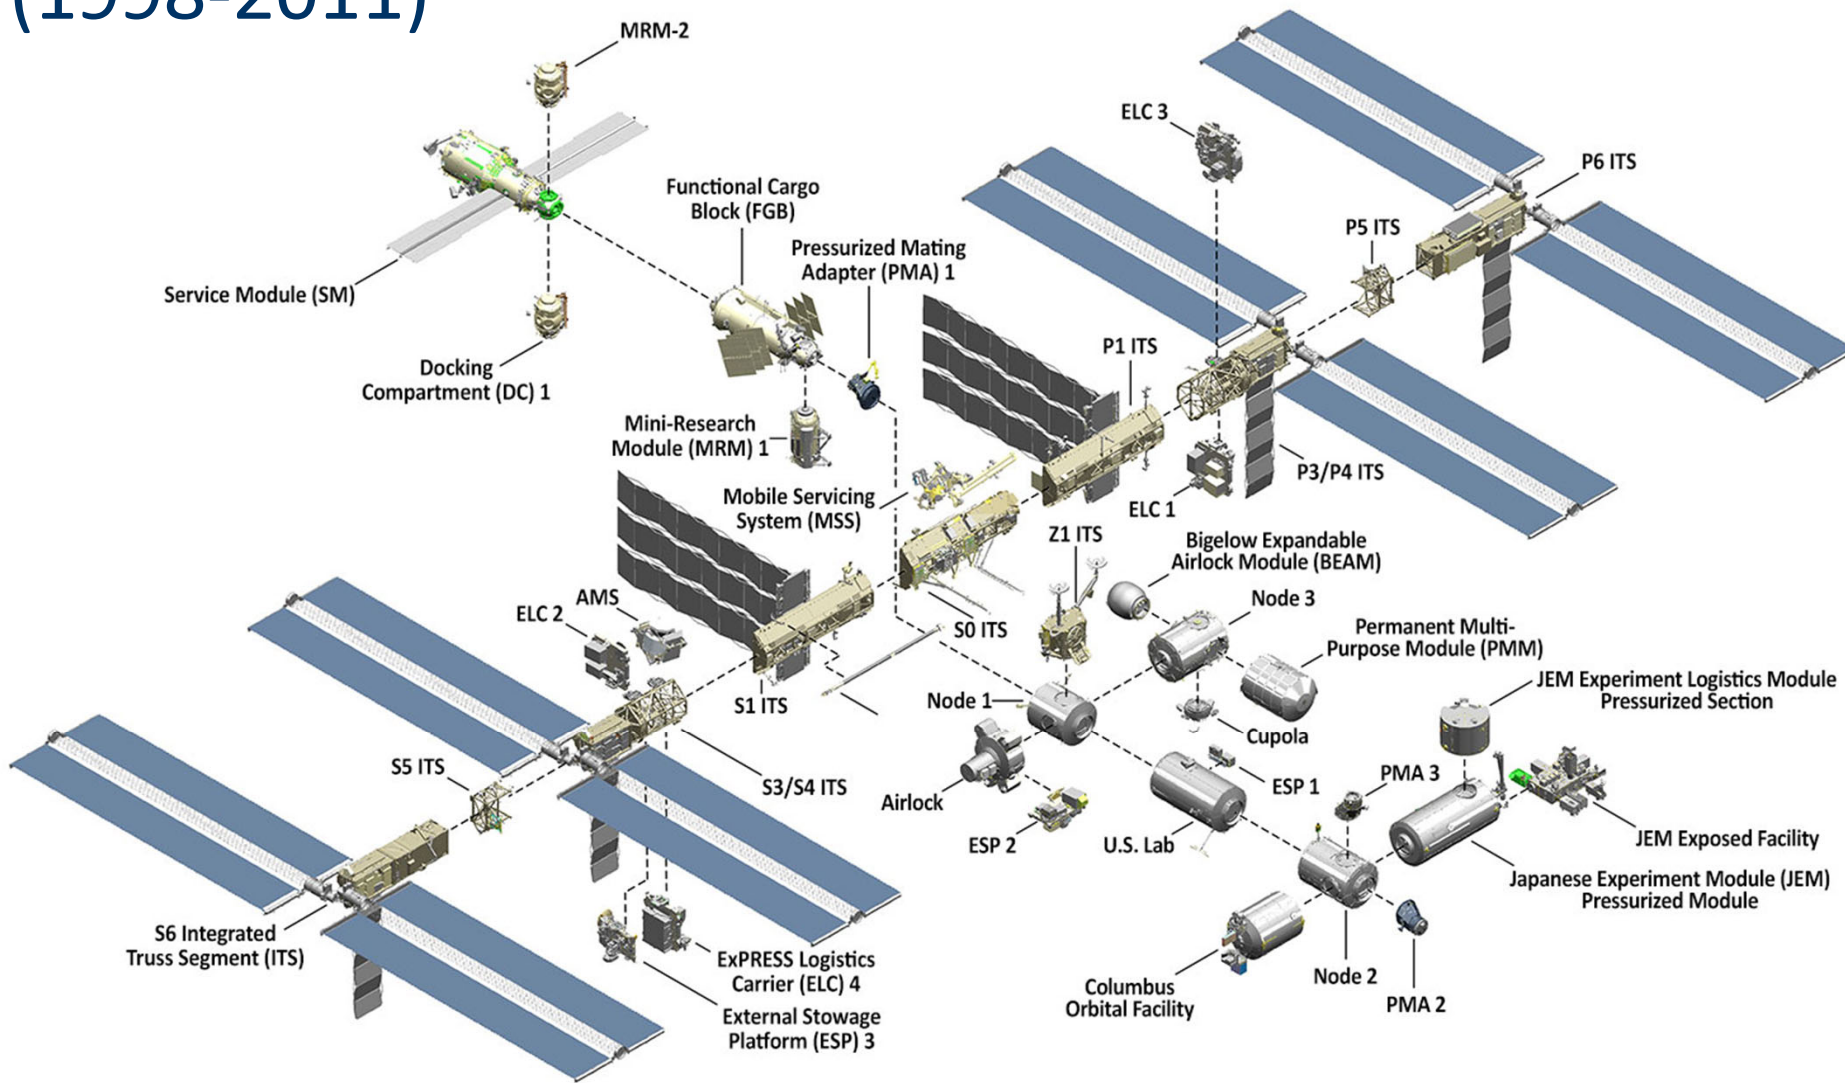 (1998-2011)
MRM-2
ELC 3
P6 ITS
Functional Cargo
Block (FGB)
P5 ITS
Pressurized Mating
Adapter (PMA) 1
Service Module (SM)
P1 ITS
Docking
Compartment (DC) 1
Mini-Research
Module (MRM) 1
P3/P4 ITS
Mobile Servicing
System (MSS)
ELC 1
Z1 ITS
Bigelow Expandable
Airlock Module (BEAM)
AMS
ELC 2
Node 3
S0 ITS
Permanent Multi-
Purpose Module (PMM)
JEM Experiment Logistics Module
Pressurized Section
S1 ITS
Node 1
Cupola
S5 ITS
S3/S4 ITS
Airlock
ESP 1
PMA 3
ESP 2
U.S. Lab
JEM Exposed Facility
Japanese Experiment Module (JEM)
Pressurized Module
S6 Integrated
Truss Segment (ITS)
ExPRESS Logistics
Carrier (ELC) 4
Columbus
Orbital Facility
Node 2
PMA 2
External Stowage
Platform (ESP) 3